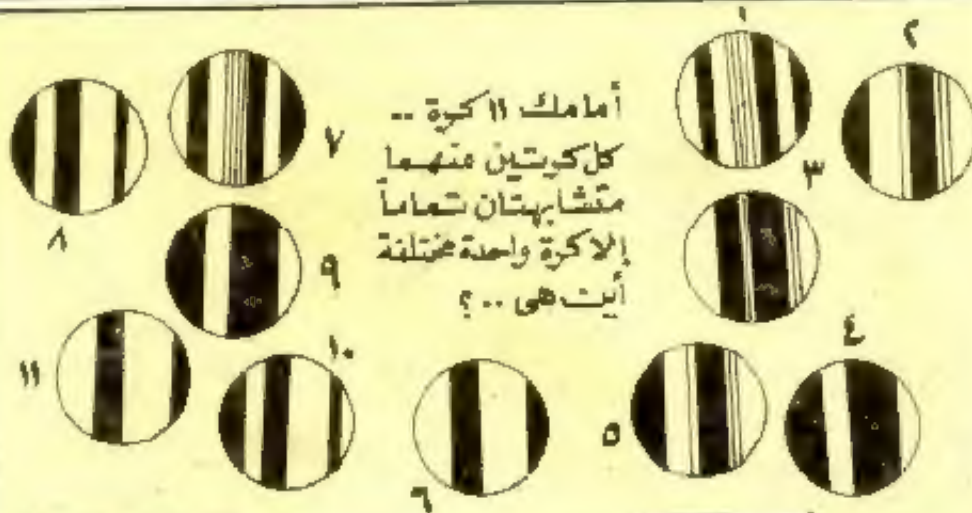 أمامك ١١ كرة ..
كل كرتين منهما
متشابهتان تماماً
إلا كرة واحدة مختلفة
أين هى .. ؟
١
٢
٣
٤
٥
٦
٧
٨
٩
١٠
١١